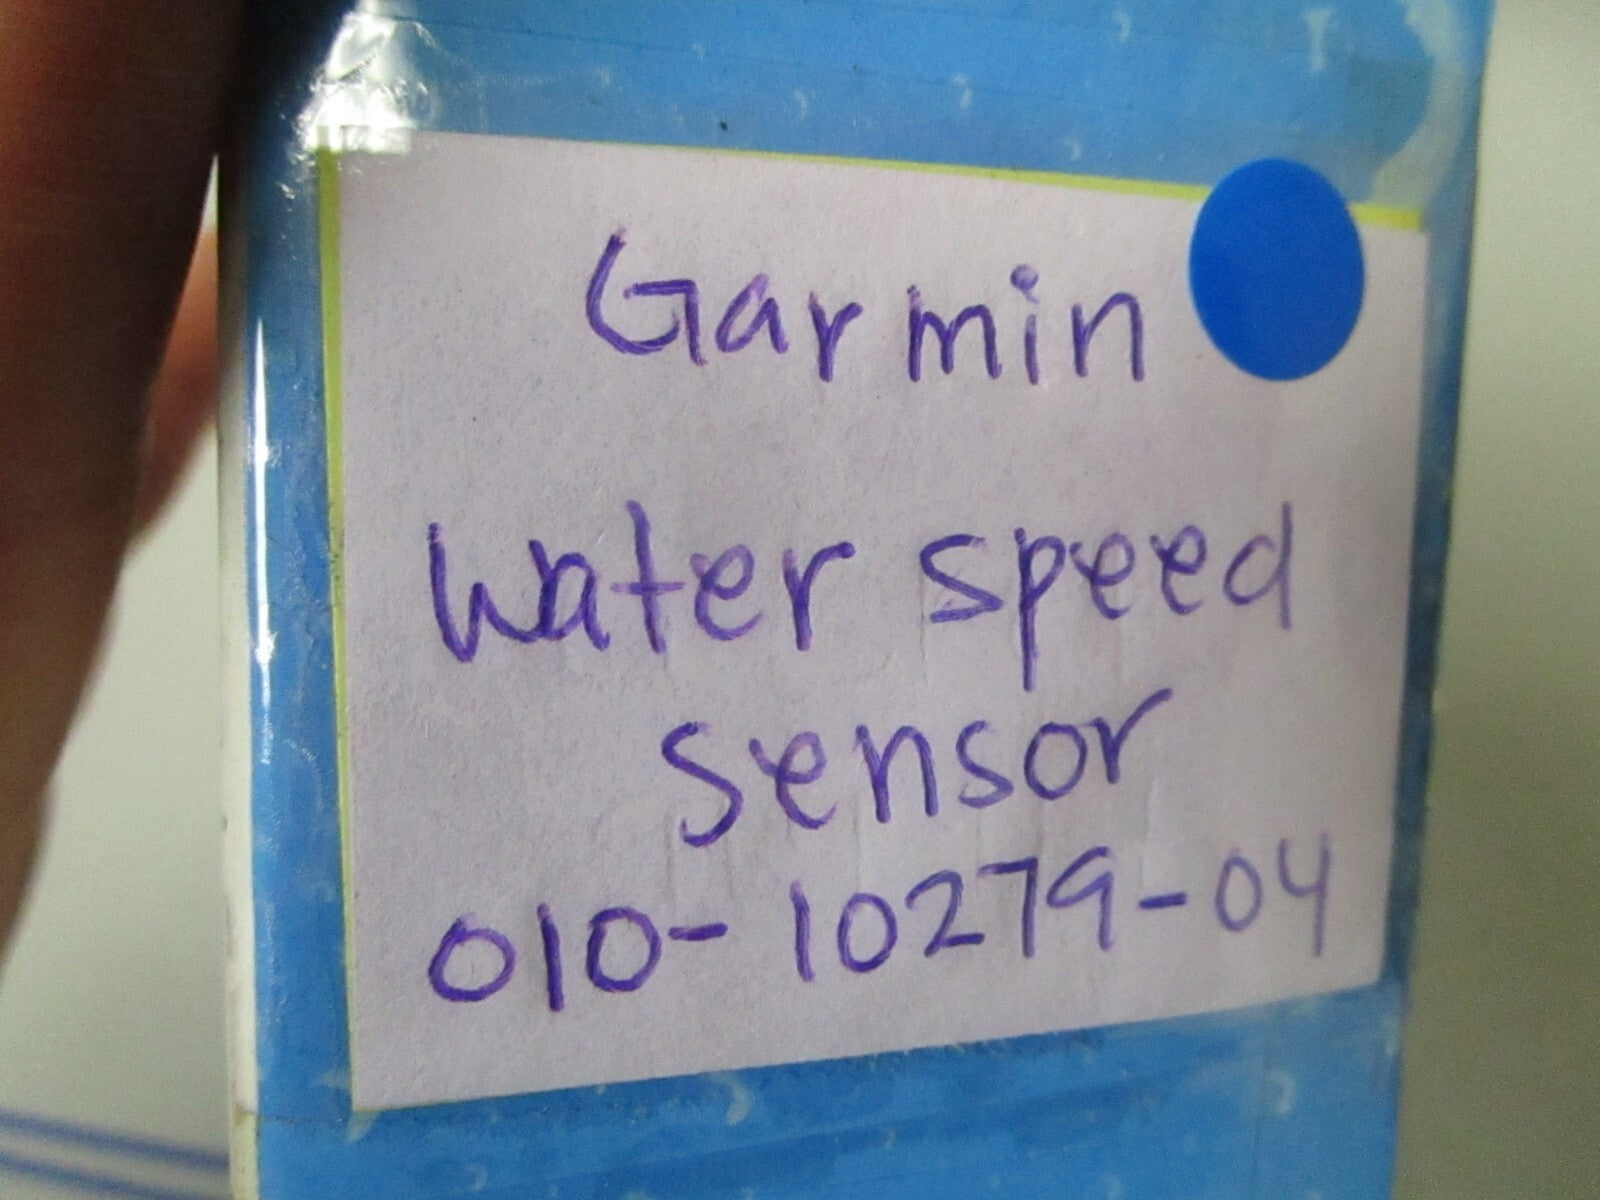 Garmin
Water speed
Sensor
010-10279-04